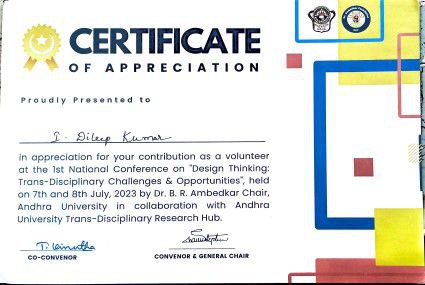 CERTIFICATE
OF APPRECIATION
Proudly Presented to
I. Dileep Kumar
in appreciation for your contribution as a volunteer
at the 1st National Conference on "Design Thinking:
Trans-Disciplinary Challenges & Opportunities", held
on 7th and 8th July, 2023 by Dr. B. R. Ambedkar Chair,
Andhra University in collaboration with Andhra
University Trans-Disciplinary Research Hub.
T. Vinutha
CO-CONVENOR
CONVENOR & GENERAL CHAIR